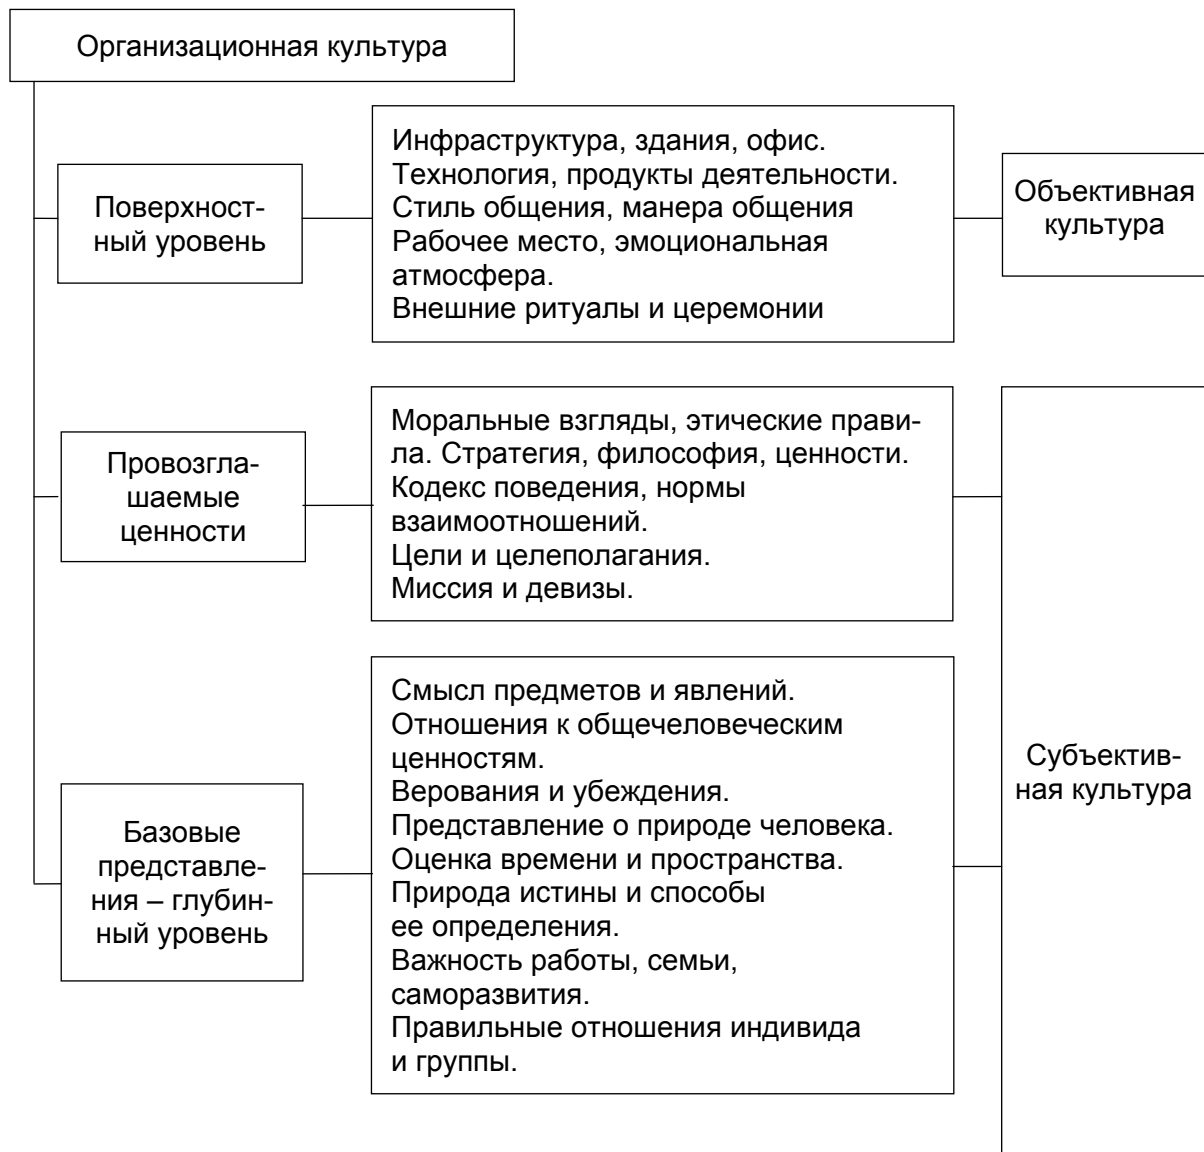 Организационная культура
Поверхност-
ный уровень
Инфраструктура, здания, офис.
Технология, продукты деятельности.
Стиль общения, манера общения
Рабочее место, эмоциональная
атмосфера.
Внешние ритуалы и церемонии
Объективная
культура
Провозгла-
шаемые
ценности
Моральные взгляды, этические прави-
ла. Стратегия, философия, ценности.
Кодекс поведения, нормы
взаимоотношений.
Цели и целеполагания.
Миссия и девизы.
Базовые
представле-
ния – глубин-
ный уровень
Смысл предметов и явлений.
Отношения к общечеловеческим
ценностям.
Верования и убеждения.
Представление о природе человека.
Оценка времени и пространства.
Природа истины и способы
ее определения.
Важность работы, семьи,
саморазвития.
Правильные отношения индивида
и группы.
Субъектив-
ная культура